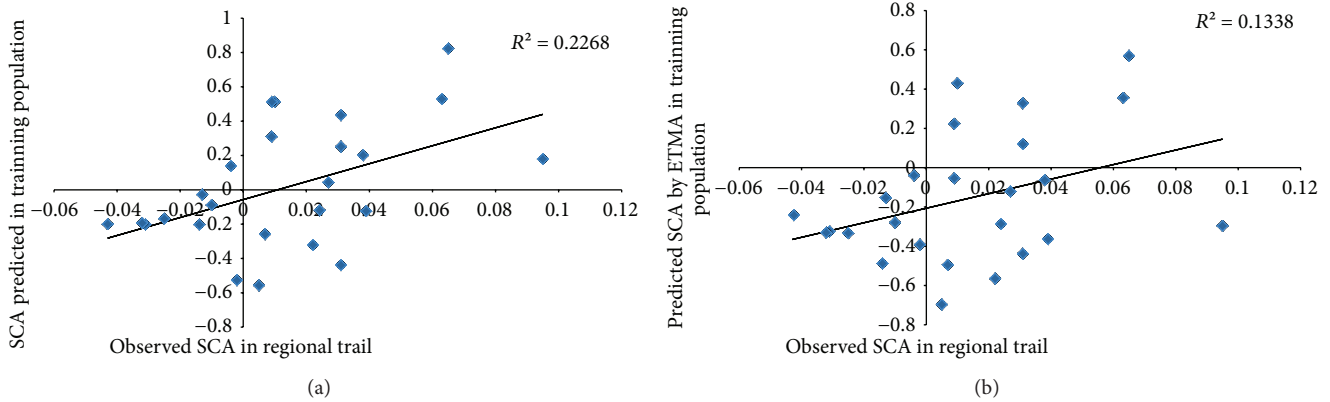 SCA predicted in trainning population
1
0.8
0.6
0.4
0.2
0
−0.2
−0.4
−0.6
−0.8
−0.06 −0.04 −0.02 0 0.02 0.04 0.06 0.08 0.1 0.12
R² = 0.2268
Observed SCA in regional trail
(a)
Predicted SCA by ETMA in trainning
population
0.8
0.6
0.4
0.2
0
−0.2
−0.4
−0.6
−0.8
−0.06 −0.04 −0.02 0 0.02 0.04 0.06 0.08 0.1 0.12
R² = 0.1338
Observed SCA in regional trail
(b)